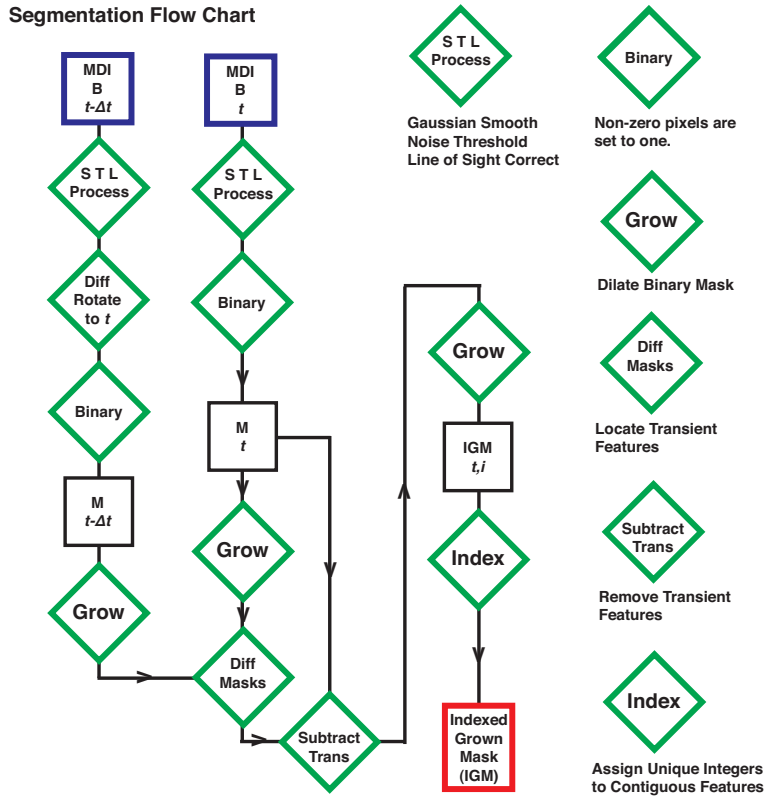 Segmentation Flow Chart
MDI
B
t-Δt
S T L
Process
Diff
Rotate
to t
Binary
M
t-Δt
Grow
MDI
B
t
S T L
Process
Binary
M
t
Grow
Diff
Masks
Subtract
Trans
Grow
IGM
t,i
Index
Indexed
Grown
Mask
(IGM)
S T L
Process
Gaussian Smooth
Noise Threshold
Line of Sight Correct
Binary
Non-zero pixels are
set to one.
Grow
Dilate Binary Mask
Diff
Masks
Locate Transient
Features
Subtract
Trans
Remove Transient
Features
Index
Assign Unique Integers
to Contiguous Features